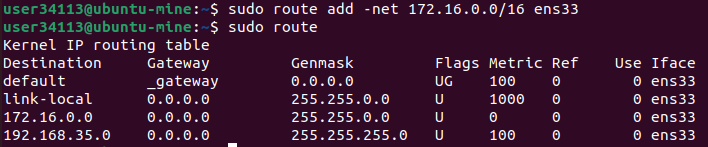 user34113@ubuntu-mine:~$ sudo route add -net 172.16.0.0/16 ens33
user34113@ubuntu-mine:~$ sudo route
Kernel IP routing table
Destination     Gateway         Genmask         Flags Metric Ref    Use Iface
default         _gateway        0.0.0.0         UG    100    0        0 ens33
link-local      0.0.0.0         255.255.0.0     U     1000   0        0 ens33
172.16.0.0      0.0.0.0         255.255.0.0     U     0      0        0 ens33
192.168.35.0    0.0.0.0         255.255.255.0   U     100    0        0 ens33